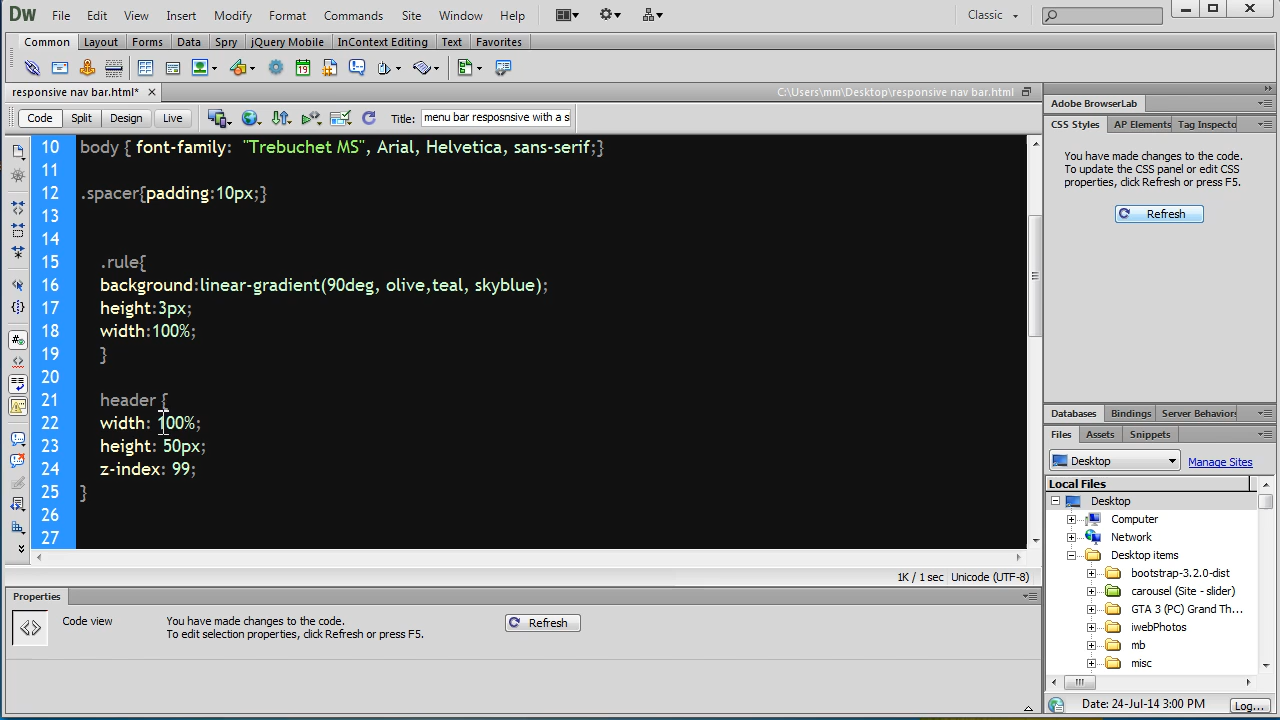 Dw File Edit View Insert Modify Format Commands Site Window Help Classic
Common Layout Forms Data Spry jQuery Mobile InContext Editing Text Favorites
responsive nav bar.html* C:\Users\mm\Desktop\responsive nav bar.html
Code Split Design Live Title: menu bar resposnsive with a s
10 body { font-family: "Trebuchet MS", Arial, Helvetica, sans-serif;}
11
12 .spacer{padding:10px;}
13
14
15 .rule{
16 background:linear-gradient(90deg, olive,teal, skyblue);
17 height:3px;
18 width:100%;
19 }
20
21 header {
22 width: 100%;
23 height: 50px;
24 z-index: 99;
25 }
26
27
1K / 1 sec Unicode (UTF-8)
Properties
Code view You have made changes to the code.
To edit selection properties, click Refresh or press F5.
Refresh
Adobe BrowserLab
CSS Styles AP Elements Tag Inspecto
You have made changes to the code.
To update the CSS panel or edit CSS
properties, click Refresh or press F5.
Refresh
Databases Bindings Server Behaviors
Files Assets Snippets
Desktop Manage Sites
Local Files
Desktop
Computer
Network
Desktop items
bootstrap-3.2.0-dist
carousel (Site - slider)
GTA 3 (PC) Grand Th...
iwebPhotos
mb
misc
Date: 24-Jul-14 3:00 PM Log...